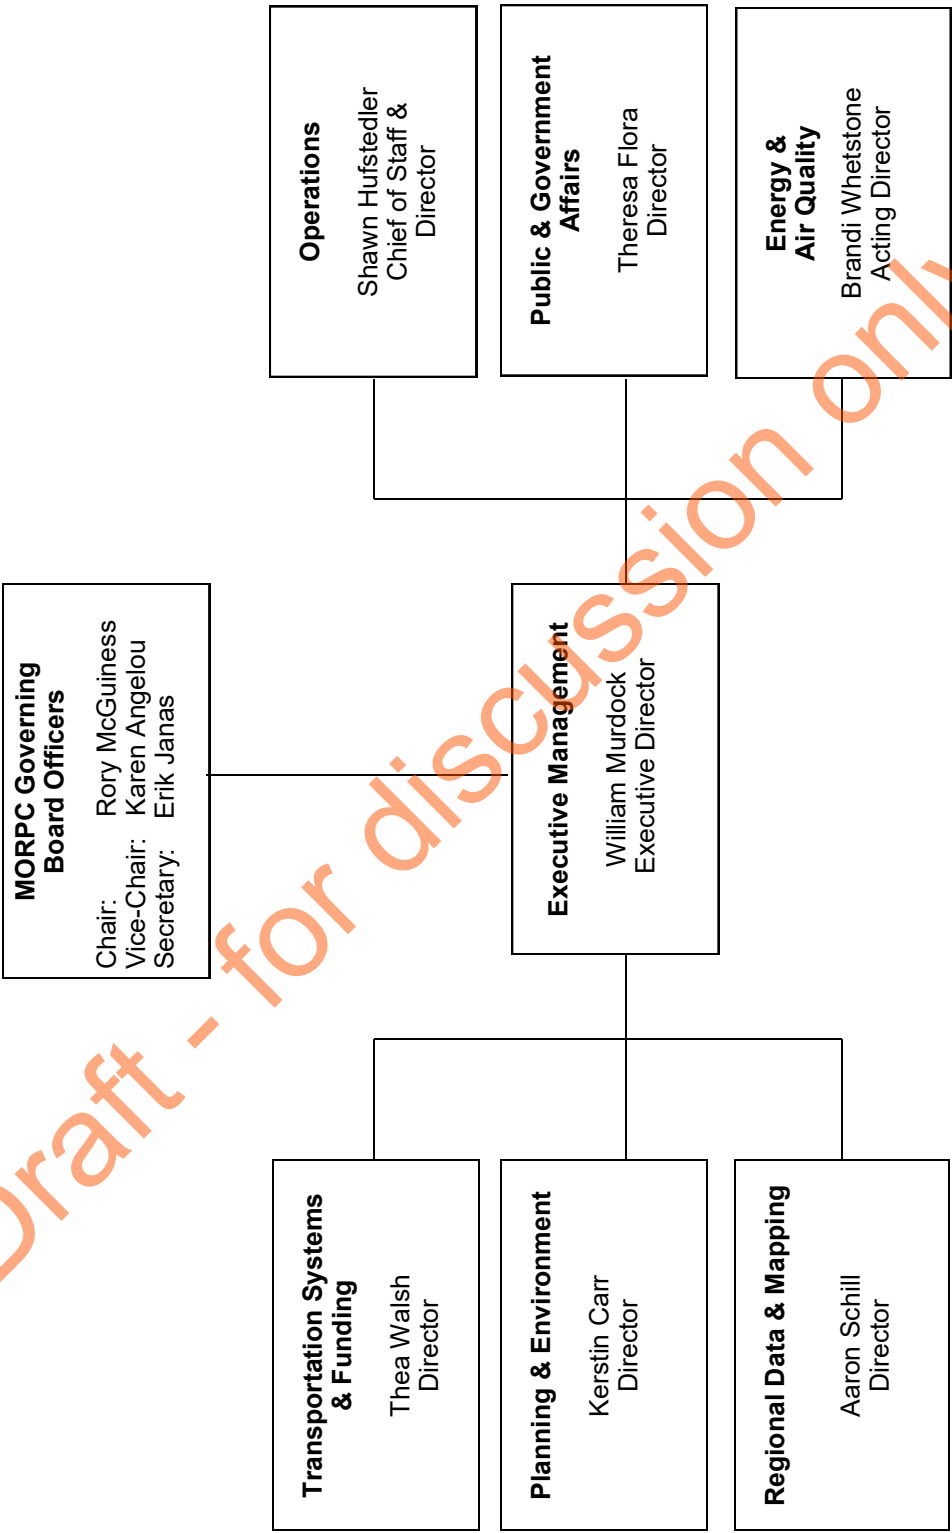 MORPC Governing
Board Officers
Chair: Rory McGuiness
Vice-Chair: Karen Angelou
Secretary: Erik Janas
Executive Management
William Murdock
Executive Director
Transportation Systems
& Funding
Thea Walsh
Director
Planning & Environment
Kerstin Carr
Director
Regional Data & Mapping
Aaron Schill
Director
Operations
Shawn Hufstedler
Chief of Staff &
Director
Public & Government
Affairs
Theresa Flora
Director
Energy &
Air Quality
Brandi Whetstone
Acting Director
Draft - for discussion only